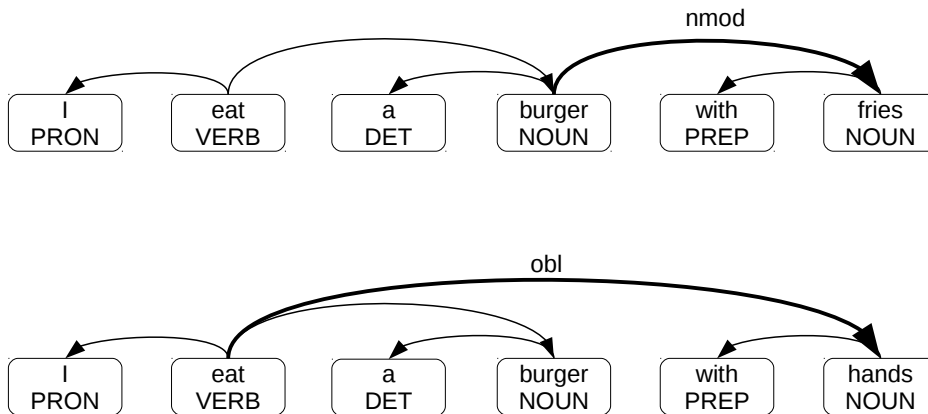 nmod
I eat a burger with fries
PRON VERB DET NOUN PREP NOUN
obl
I eat a burger with hands
PRON VERB DET NOUN PREP NOUN